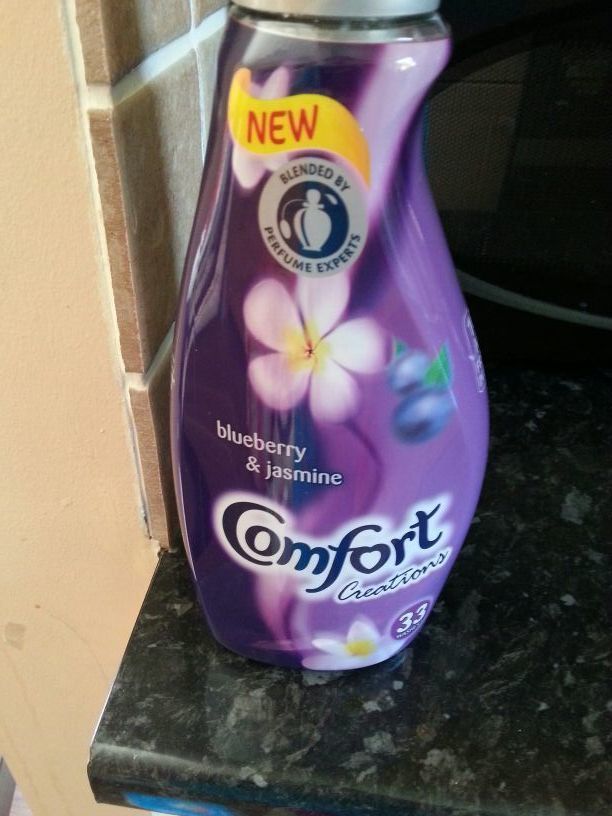 NEW
BLENDED BY
PERFUME EXPERTS
blueberry
& jasmine
Comfort
Creations
33